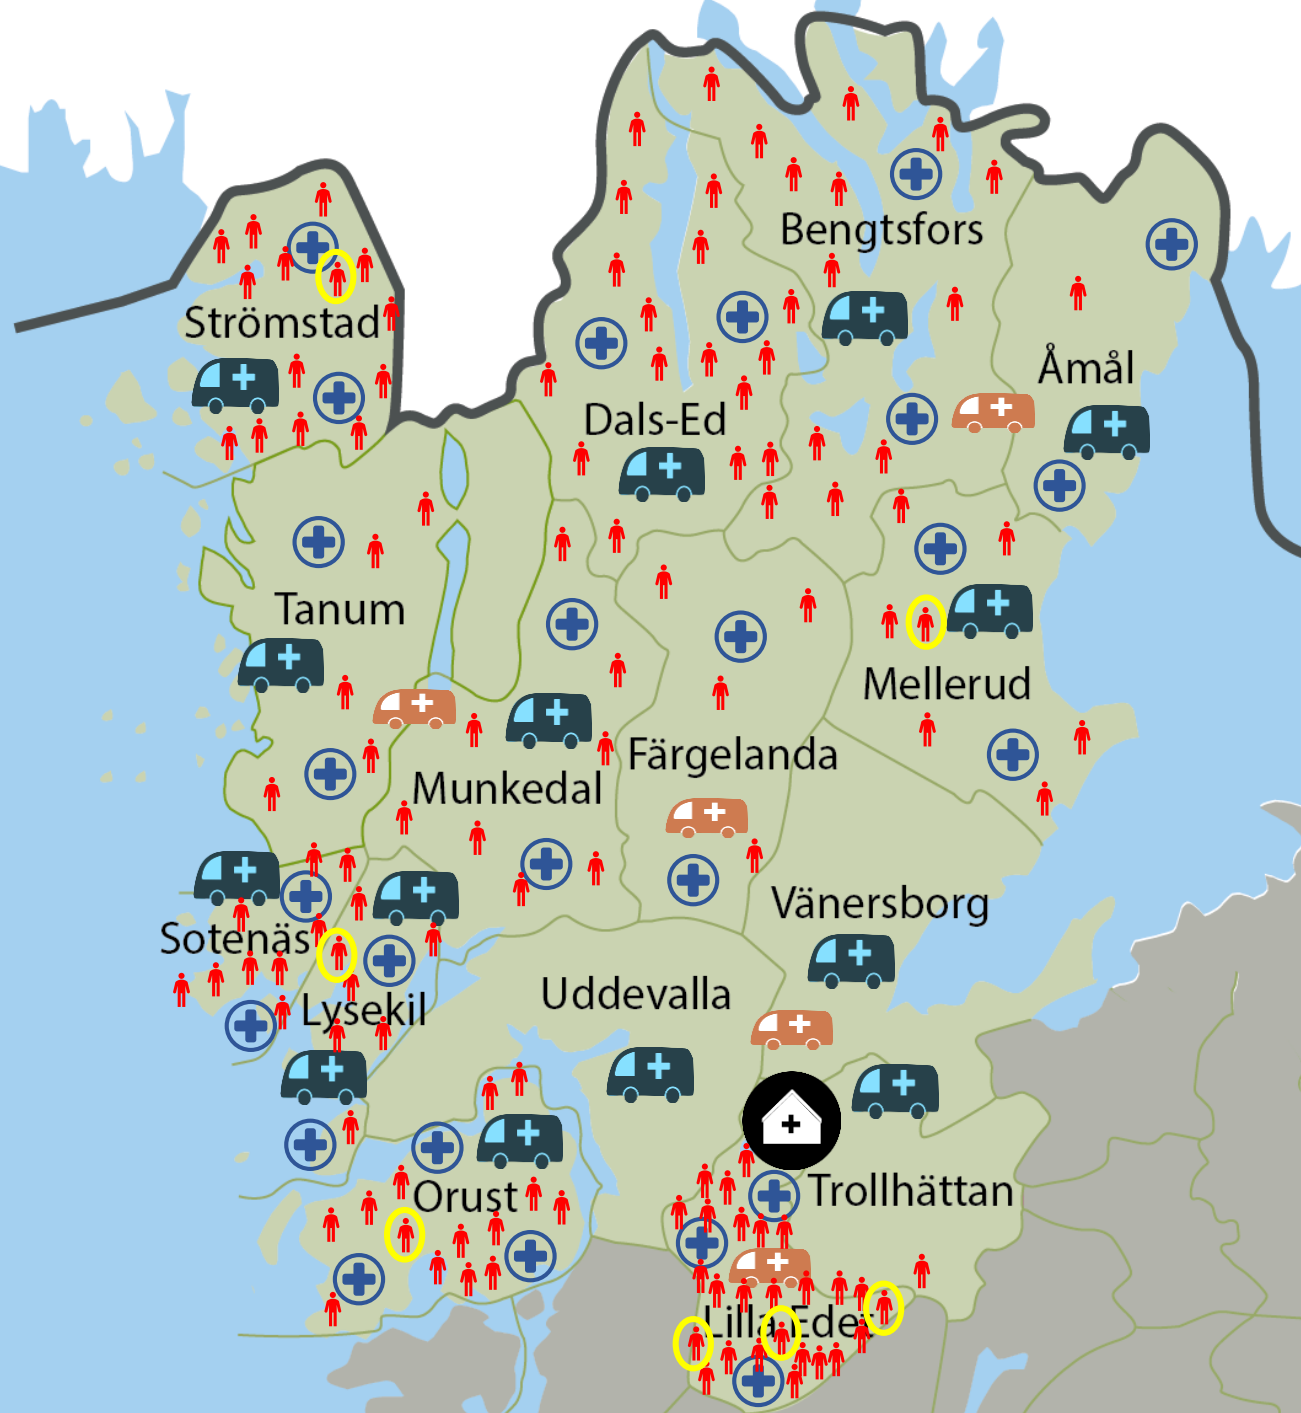 Bengtsfors
Strömstad
Åmål
Dals-Ed
Tanum
Mellerud
Färgelanda
Munkedal
Vänersborg
Sotenäs
Uddevalla
Lysekil
Orust
Trollhättan
Lilla Edet